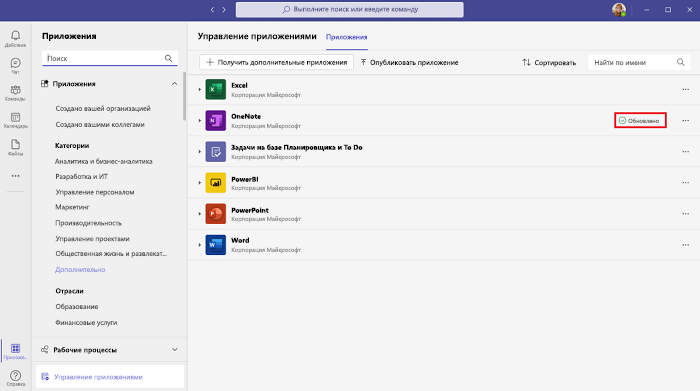 Выполните поиск или введите команду
Действие
Чат
Команды
Календарь
Файлы
Приложе...
Справка
Приложения
Поиск
Приложения
Создано вашей организацией
Создано вашими коллегами
Категории
Аналитика и бизнес-аналитика
Разработка и ИТ
Управление персоналом
Маркетинг
Производительность
Управление проектами
Общественная жизнь и развлекат...
Дополнительно
Отрасли
Образование
Финансовые услуги
Рабочие процессы
Управление приложениями
Управление приложениями Приложения
Получить дополнительные приложения Опубликовать приложение Сортировать Найти по имени
Excel
Корпорация Майкрософт
OneNote
Корпорация Майкрософт
Обновлено
Задачи на базе Планировщика и To Do
Корпорация Майкрософт
PowerBI
Корпорация Майкрософт
PowerPoint
Корпорация Майкрософт
Word
Корпорация Майкрософт